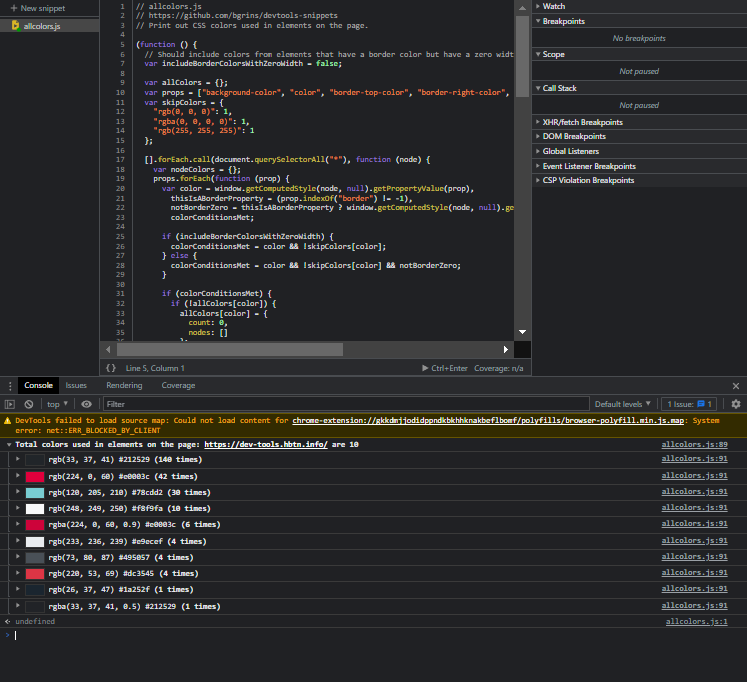 New snippet
allcolors.js
1 // allcolors.js
2 // https://github.com/bgrins/devtools-snippets
3 // Print out CSS colors used in elements on the page.
4
5 (function () {
6 // Should include colors from elements that have a border color but have a zero widt
7 var includeBorderColorsWithZeroWidth = false;
8
9 var allColors = {};
10 var props = ["background-color", "color", "border-top-color", "border-right-color",
11 var skipColors = {
12 "rgb(0, 0, 0)": 1,
13 "rgba(0, 0, 0, 0)": 1,
14 "rgb(255, 255, 255)": 1
15 };
16
17 [].forEach.call(document.querySelectorAll("*"), function (node) {
18 var nodeColors = {};
19 props.forEach(function (prop) {
20 var color = window.getComputedStyle(node, null).getPropertyValue(prop),
21 thisIsABorderProperty = (prop.indexOf("border") != -1),
22 notBorderZero = thisIsABorderProperty ? window.getComputedStyle(node, null).ge
23 colorConditionsMet;
24
25 if (includeBorderColorsWithZeroWidth) {
26 colorConditionsMet = color && !skipColors[color];
27 } else {
28 colorConditionsMet = color && !skipColors[color] && notBorderZero;
29 }
30
31 if (colorConditionsMet) {
32 if (!allColors[color]) {
33 allColors[color] = {
34 count: 0,
35 nodes: []
{} Line 5, Column 1 Ctrl+Enter Coverage: n/a
Watch
Breakpoints
No breakpoints
Scope
Not paused
Call Stack
Not paused
XHR/fetch Breakpoints
DOM Breakpoints
Global Listeners
Event Listener Breakpoints
CSP Violation Breakpoints
Console Issues Rendering Coverage
top Filter Default levels 1 Issue: 1
DevTools failed to load source map: Could not load content for chrome-extension://gkkdmjjodidppndkbkhhknakbeflbomf/polyfills/browser-polyfill.min.js.map: System
error: net::ERR_BLOCKED_BY_CLIENT
Total colors used in elements on the page: https://dev-tools.hbtn.info/ are 10 allcolors.js:89
rgb(33, 37, 41) #212529 (140 times) allcolors.js:91
rgb(224, 0, 60) #e0003c (42 times) allcolors.js:91
rgb(120, 205, 210) #78cdd2 (30 times) allcolors.js:91
rgb(248, 249, 250) #f8f9fa (10 times) allcolors.js:91
rgba(224, 0, 60, 0.9) #e0003c (6 times) allcolors.js:91
rgb(233, 236, 239) #e9ecef (4 times) allcolors.js:91
rgb(73, 80, 87) #495057 (4 times) allcolors.js:91
rgb(220, 53, 69) #dc3545 (4 times) allcolors.js:91
rgb(26, 37, 47) #1a252f (1 times) allcolors.js:91
rgba(33, 37, 41, 0.5) #212529 (1 times) allcolors.js:91
undefined allcolors.js:1